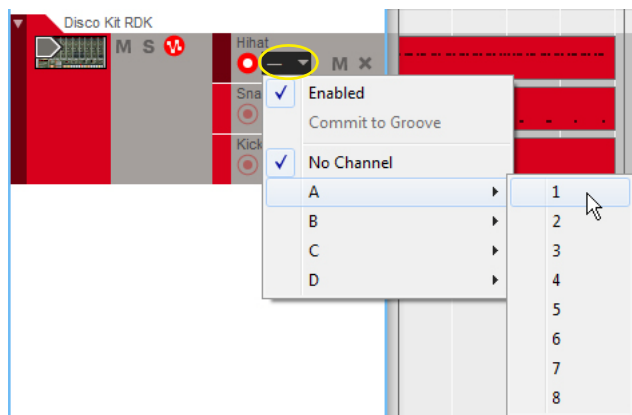 Disco Kit RDK
M S
Hihat
— M ×
Sna
Kick
✓ Enabled
Commit to Groove
✓ No Channel
A
B
C
D
1
2
3
4
5
6
7
8